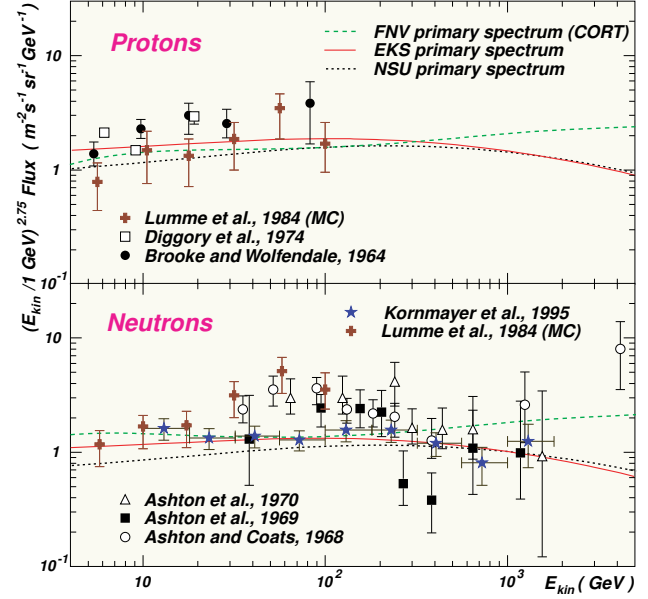 Protons
FNV primary spectrum (CORT)
EKS primary spectrum
NSU primary spectrum
10
1
10^-1
Lumme et al., 1984 (MC)
Diggory et al., 1974
Brooke and Wolfendale, 1964
(E_kin /1 GeV)^2.75 Flux ( m^-2 s^-1 sr^-1 GeV^-1)
Neutrons
Kornmayer et al., 1995
Lumme et al., 1984 (MC)
10
1
10^-1
Ashton et al., 1970
Ashton et al., 1969
Ashton and Coats, 1968
10
10^2
10^3
E_kin (GeV)